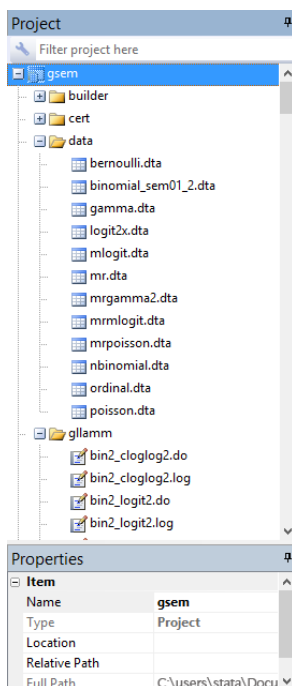 Project
Filter project here
gsem
builder
cert
data
bernoulli.dta
binomial_sem01_2.dta
gamma.dta
logit2x.dta
mlogit.dta
mr.dta
mrgamma2.dta
mrmlogit.dta
mrpoisson.dta
nbinomial.dta
ordinal.dta
poisson.dta
gllamm
bin2_cloglog2.do
bin2_cloglog2.log
bin2_logit2.do
bin2_logit2.log
Properties
Item
Name gsem
Type Project
Location
Relative Path
Full Path C:\users\stata\Docu